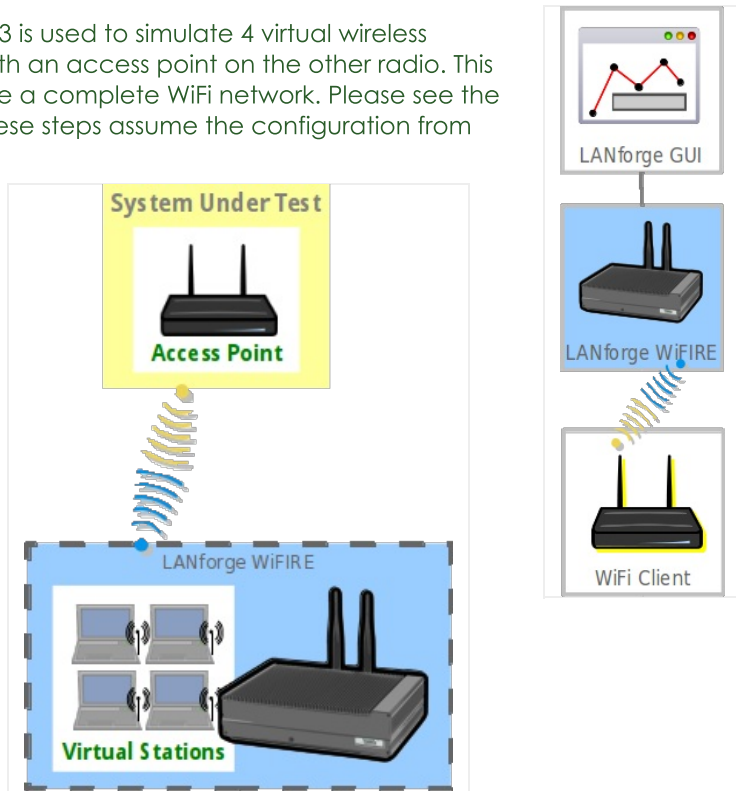 3 is used to simulate 4 virtual wireless
th an access point on the other radio. This
e a complete WiFi network. Please see the
ese steps assume the configuration from
System Under Test
Access Point
LANforge WiFIRE
Virtual Stations
LANforge GUI
LANforge WiFIRE
WiFi Client